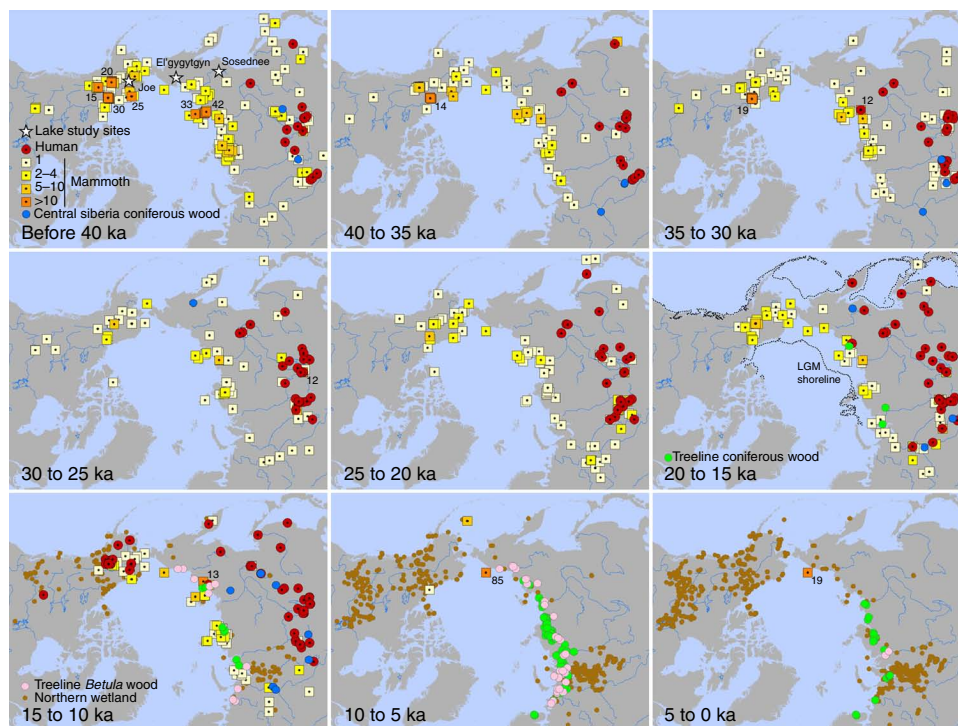 El'gygytgyn
Sosednee
20
Joe
15
25
30
33
42
Lake study sites
Human
1
2–4
5–10
>10
Mammoth
Central siberia coniferous wood
Before 40 ka
14
40 to 35 ka
12
19
35 to 30 ka
12
30 to 25 ka
25 to 20 ka
LGM
shoreline
Treeline coniferous wood
20 to 15 ka
13
Treeline Betula wood
Northern wetland
15 to 10 ka
85
10 to 5 ka
19
5 to 0 ka